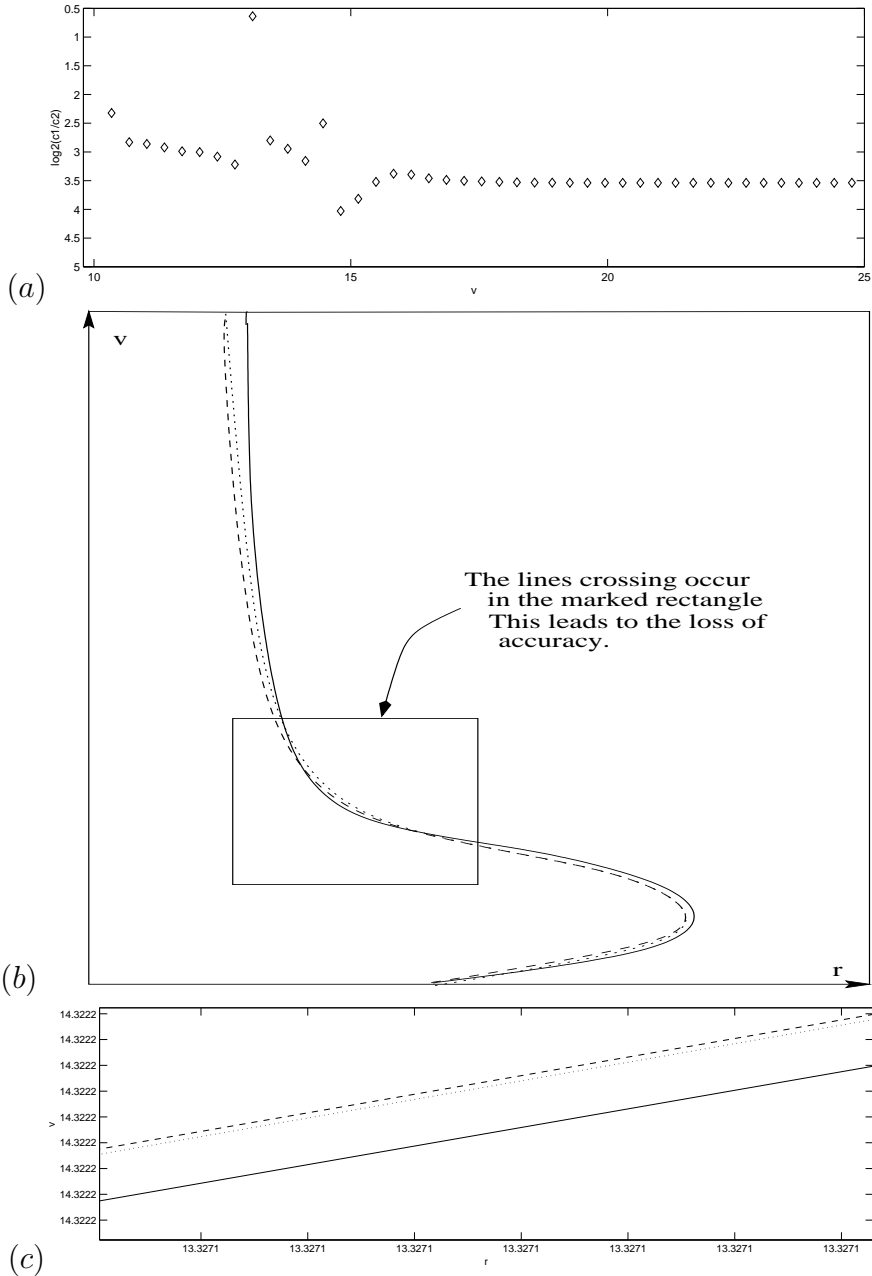 0.5
1
1.5
2
2.5
3
3.5
4
4.5
5
log2(c1/c2)
10
15
20
25
v
(a)
v
The lines crossing occur
in the marked rectangle
This leads to the loss of
accuracy.
r
(b)
14.3222
14.3222
14.3222
14.3222
14.3222
14.3222
14.3222
14.3222
14.3222
v
13.3271
13.3271
13.3271
13.3271
13.3271
13.3271
13.3271
r
(c)